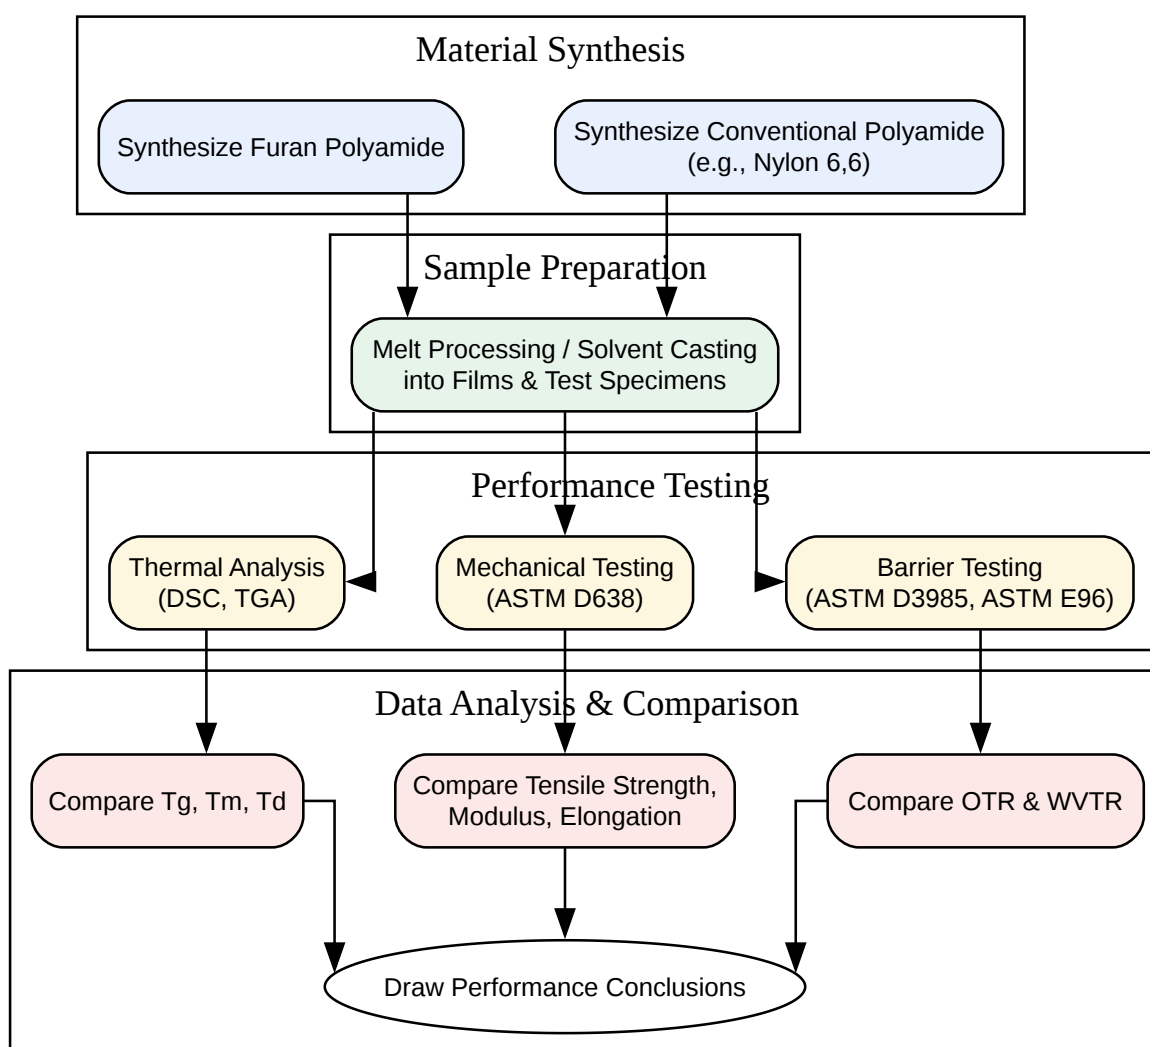 Material Synthesis
Synthesize Furan Polyamide
Synthesize Conventional Polyamide
(e.g., Nylon 6,6)
Sample Preparation
Melt Processing / Solvent Casting
into Films & Test Specimens
Performance Testing
Thermal Analysis
(DSC, TGA)
Mechanical Testing
(ASTM D638)
Barrier Testing
(ASTM D3985, ASTM E96)
Data Analysis & Comparison
Compare Tg, Tm, Td
Compare Tensile Strength,
Modulus, Elongation
Compare OTR & WVTR
Draw Performance Conclusions